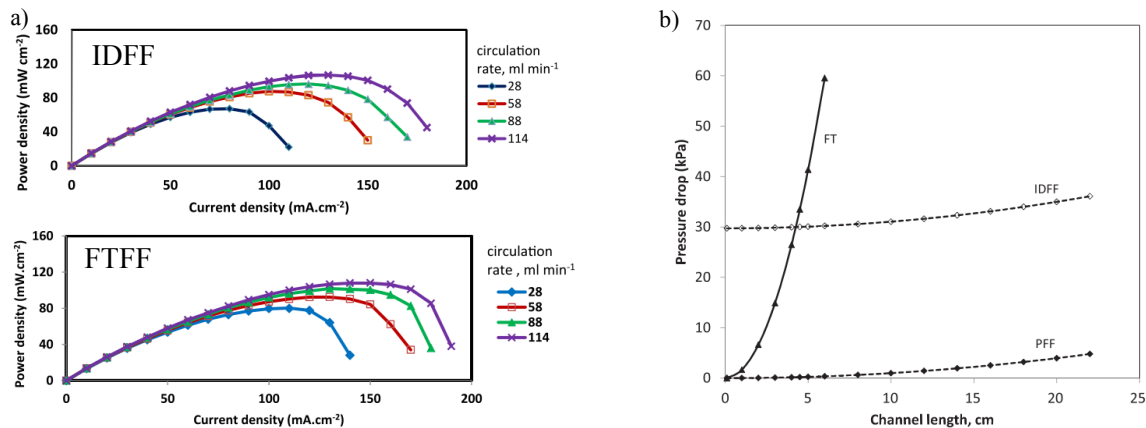 a)
160
120
80
40
0
Power density (mW cm⁻²)
IDFF
0 50 100 150 200
Current density (mA.cm⁻²)
circulation
rate, ml min⁻¹
28
58
88
114
160
120
80
40
0
Power density (mW.cm⁻²)
FTFF
0 50 100 150 200
Current density (mA.cm⁻²)
circulation
rate , ml min⁻¹
28
58
88
114
b)
70
60
50
40
30
20
10
0
Pressure drop (kPa)
FT
IDFF
PFF
0 5 10 15 20 25
Channel length, cm